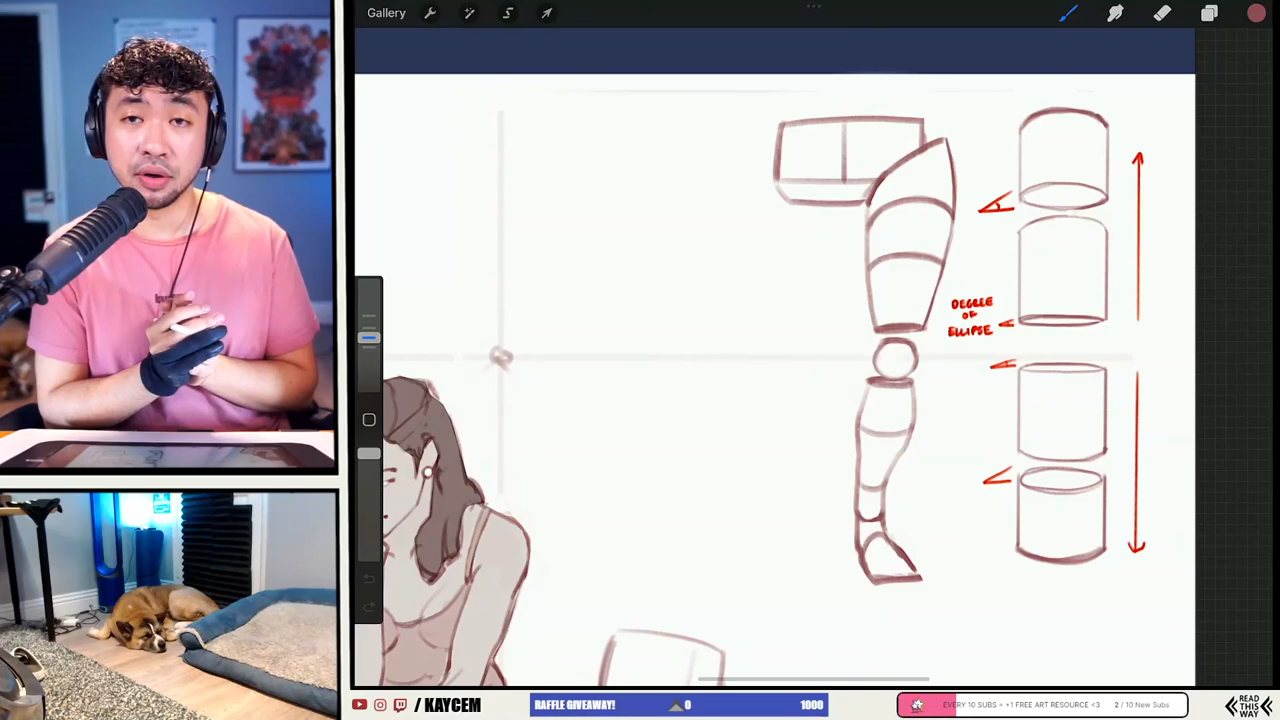 Gallery
DEGREE
OF
ELLIPSE
/ KAYCEM
RAFFLE GIVEAWAY!
0
1000
EVERY 10 SUBS = +1 FREE ART RESOURCE <3
2 / 10 New Subs
READ
THIS
WAY